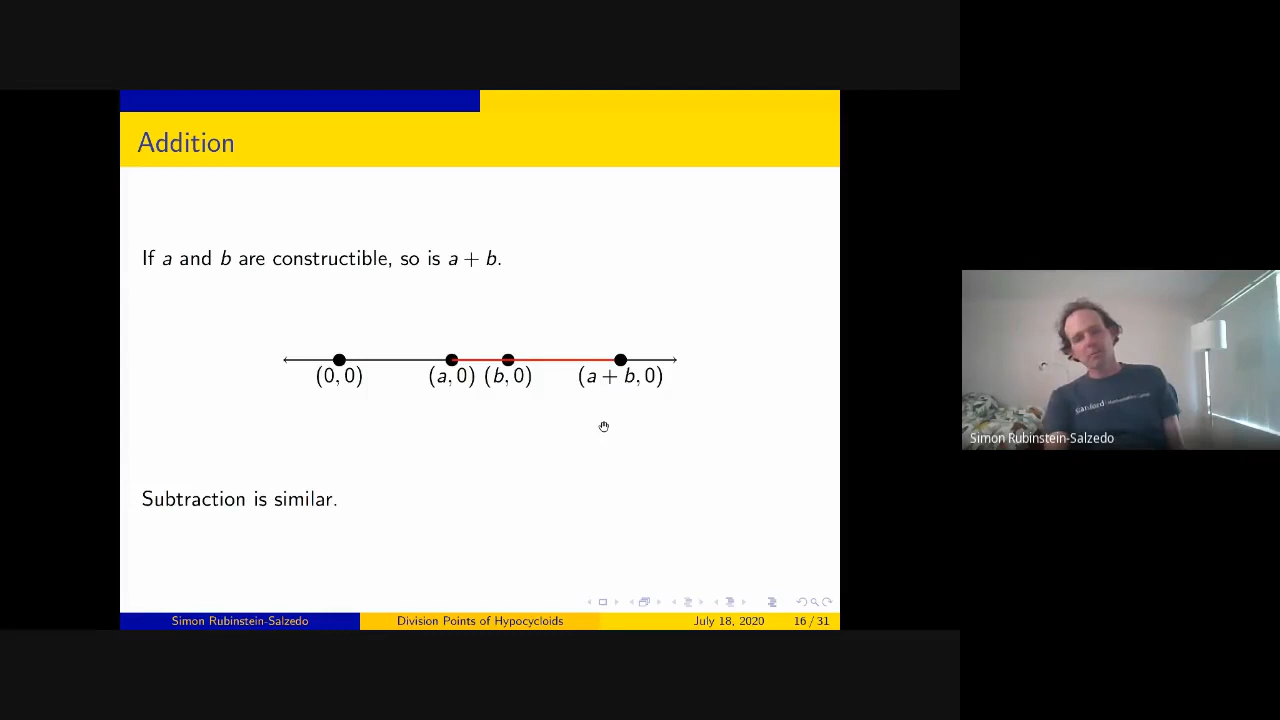 Addition
If a and b are constructible, so is a + b.
(0, 0) (a, 0) (b, 0) (a + b, 0)
Subtraction is similar.
Simon Rubinstein-Salzedo Division Points of Hypocycloids July 18, 2020 16 / 31
Stanford
Simon Rubinstein-Salzedo